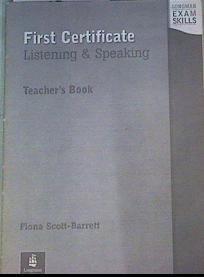 LONGMAN
EXAM
SKILLS
First Certificate
Listening & Speaking
Teacher's Book
Fiona Scott-Barrett
Longman